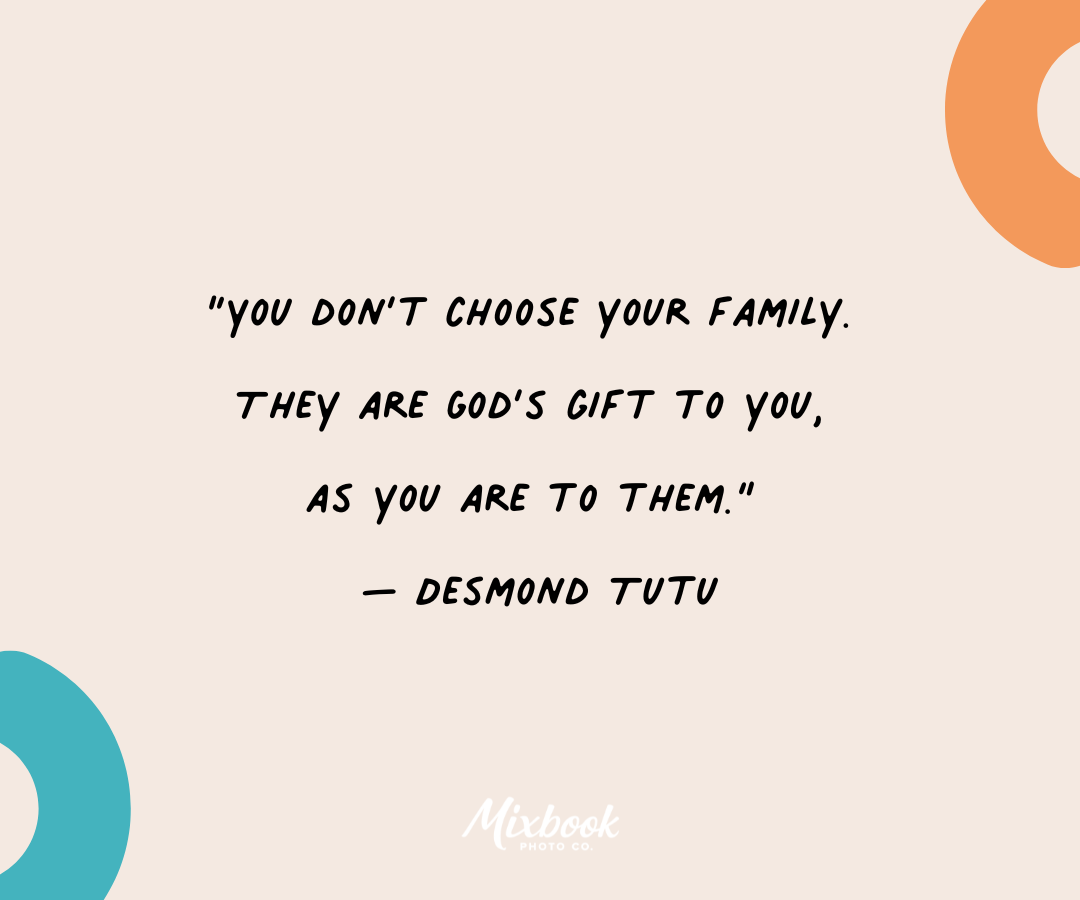 "YOU DON'T CHOOSE YOUR FAMILY.
THEY ARE GOD'S GIFT TO YOU,
AS YOU ARE TO THEM."
— DESMOND TUTU
Mixbook
PHOTO CO.